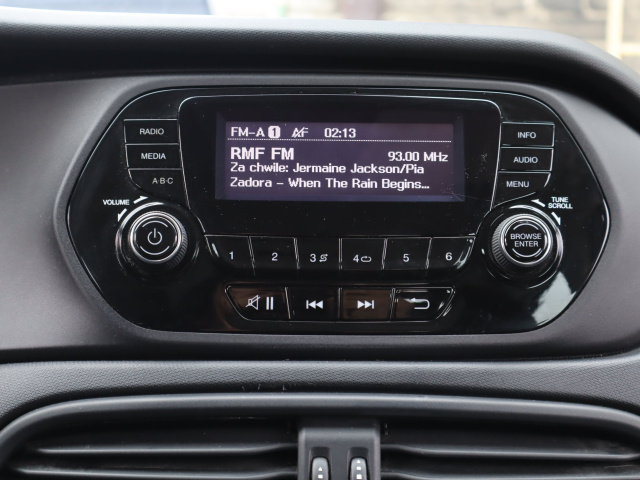 RADIO
MEDIA
A·B·C
VOLUME
FM-A 1 AF 02:13
RMF FM 93.00 MHz
Za chwile: Jermaine Jackson/Pia
Zadora - When The Rain Begins...
INFO
AUDIO
MENU
TUNE
SCROLL
BROWSE
ENTER
1 2 3 4 5 6